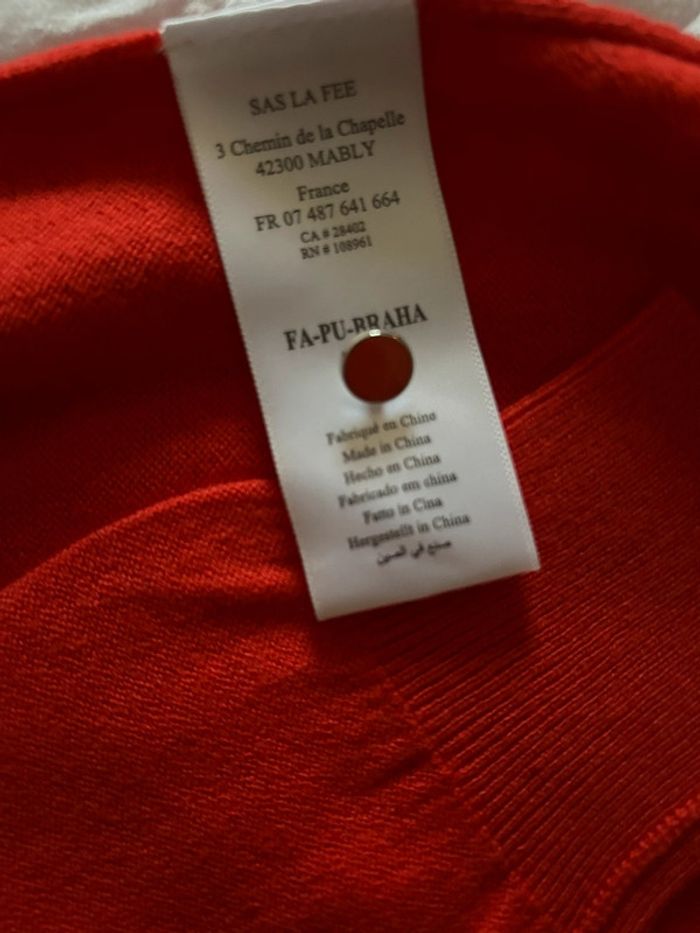 SAS LA FEE
3 Chemin de la Chapelle
42300 MABLY
France
FR 07 487 641 664
CA # 28402
RN # 108961
FA-PU-BRAHA
Fabriqué en Chine
Made in China
Hecho en China
Fabricado em china
Fatto in Cina
Hergestellt in China
صنع في الصين